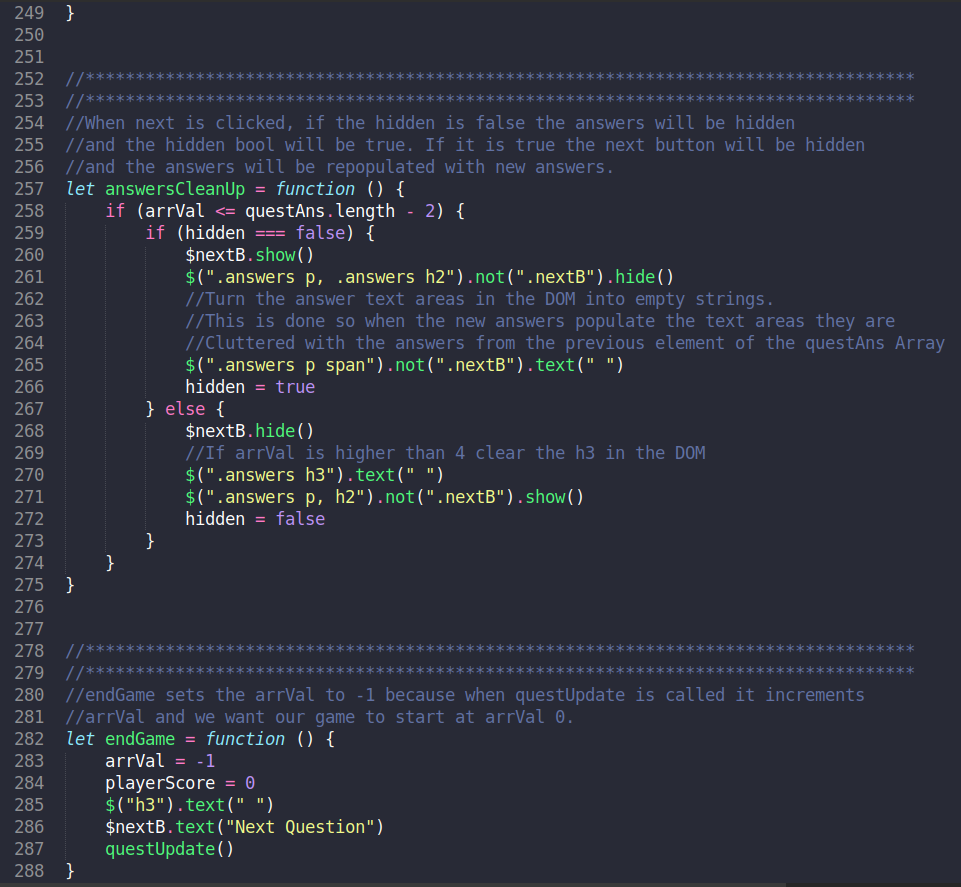 249 }
250
251
252 //***********************************************************************************
253 //***********************************************************************************
254 //When next is clicked, if the hidden is false the answers will be hidden
255 //and the hidden bool will be true. If it is true the next button will be hidden
256 //and the answers will be repopulated with new answers.
257 let answersCleanUp = function () {
258     if (arrVal <= questAns.length - 2) {
259         if (hidden === false) {
260             $nextB.show()
261             $(".answers p, .answers h2").not(".nextB").hide()
262             //Turn the answer text areas in the DOM into empty strings.
263             //This is done so when the new answers populate the text areas they are
264             //Cluttered with the answers from the previous element of the questAns Array
265             $(".answers p span").not(".nextB").text(" ")
266             hidden = true
267         } else {
268             $nextB.hide()
269             //If arrVal is higher than 4 clear the h3 in the DOM
270             $(".answers h3").text(" ")
271             $(".answers p, h2").not(".nextB").show()
272             hidden = false
273         }
274     }
275 }
276
277
278 //***********************************************************************************
279 //***********************************************************************************
280 //endGame sets the arrVal to -1 because when questUpdate is called it increments
281 //arrVal and we want our game to start at arrVal 0.
282 let endGame = function () {
283     arrVal = -1
284     playerScore = 0
285     $("h3").text(" ")
286     $nextB.text("Next Question")
287     questUpdate()
288 }